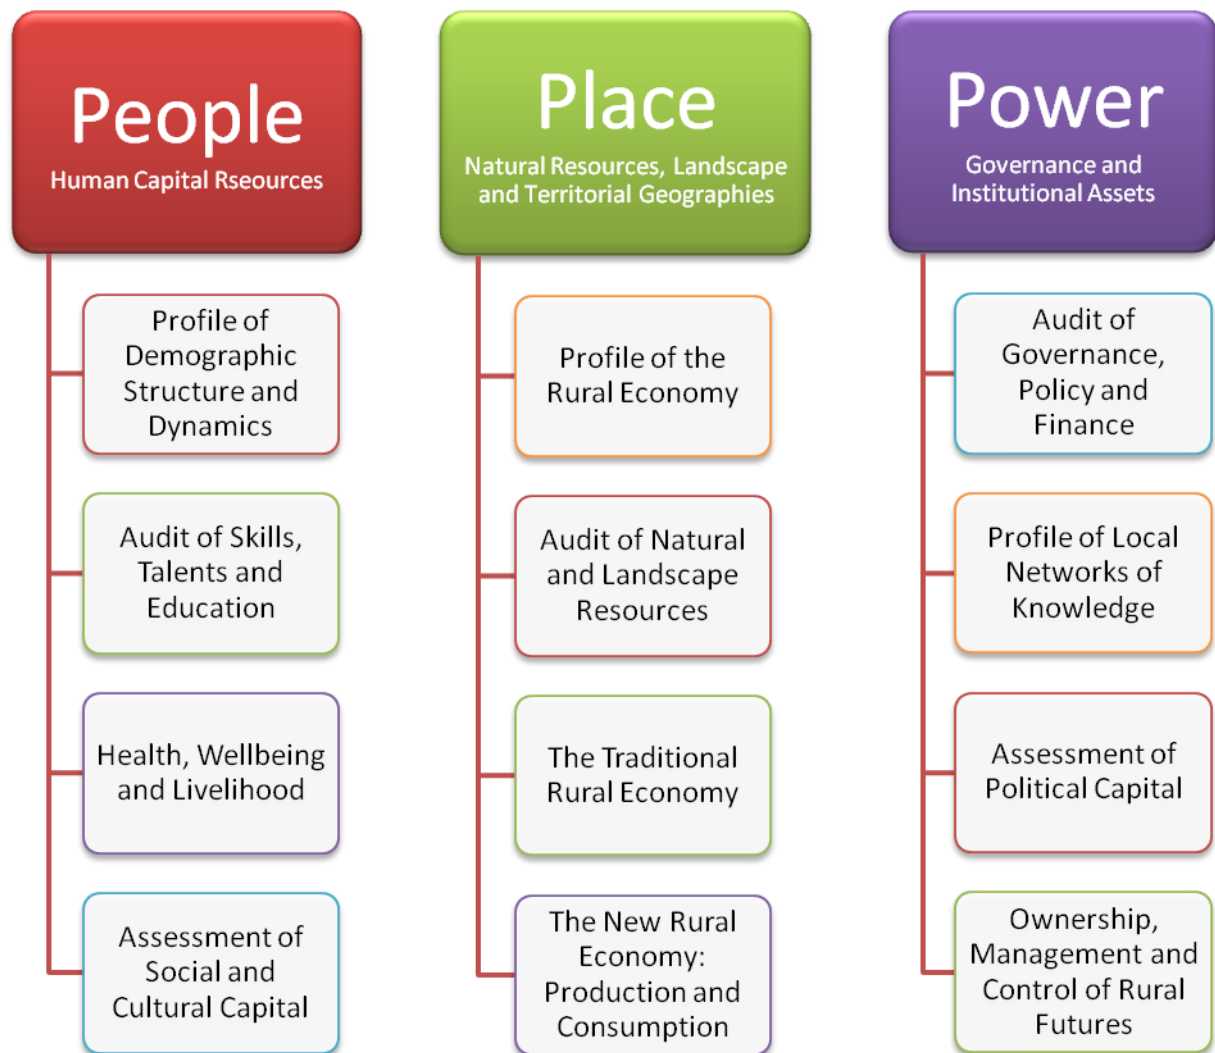 People
Human Capital Rseources
Profile of
Demographic
Structure and
Dynamics
Audit of Skills,
Talents and
Education
Health, Wellbeing
and Livelihood
Assessment of
Social and
Cultural Capital
Place
Natural Resources, Landscape
and Territorial Geographies
Profile of the
Rural Economy
Audit of Natural
and Landscape
Resources
The Traditional
Rural Economy
The New Rural
Economy:
Production and
Consumption
Power
Governance and
Institutional Assets
Audit of
Governance,
Policy and
Finance
Profile of Local
Networks of
Knowledge
Assessment of
Political Capital
Ownership,
Management and
Control of Rural
Futures